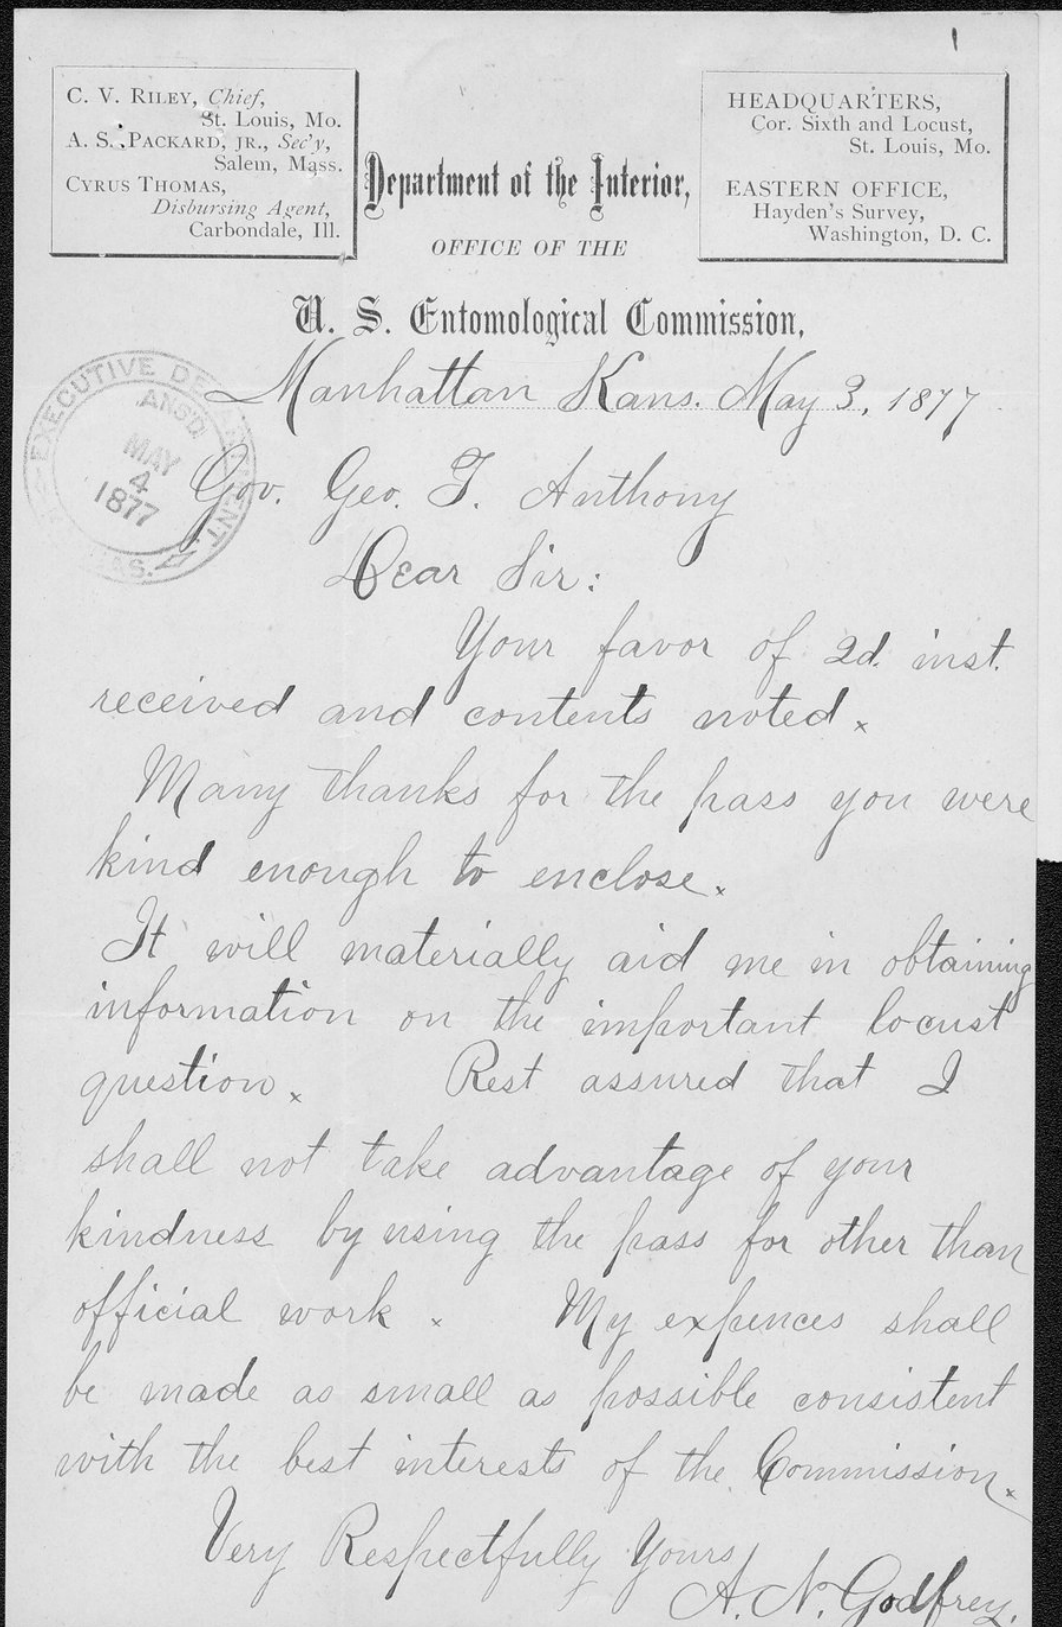 C. V. RILEY, Chief,
St. Louis, Mo.
A. S. PACKARD, JR., Sec'y,
Salem, Mass.
CYRUS THOMAS,
Disbursing Agent,
Carbondale, Ill.
Department of the Interior,
OFFICE OF THE
HEADQUARTERS,
Cor. Sixth and Locust,
St. Louis, Mo.
EASTERN OFFICE,
Hayden's Survey,
Washington, D. C.
U. S. Entomological Commission,
Manhattan Kans. May 3, 1877
EXECUTIVE
MAY
4
1877
Gov. Geo. T. Anthony
Dear Sir:
Your favor of 2d. inst.
received and contents noted.
Many thanks for the pass you were
kind enough to enclose.
It will materially aid me in obtaining
information on the important locust
question. Rest assured that I
shall not take advantage of your
kindness by using the pass for other than
official work. My expences shall
be made as small as possible consistent
with the best interests of the Commission.
Very Respectfully Yours,
A. N. Godfrey.